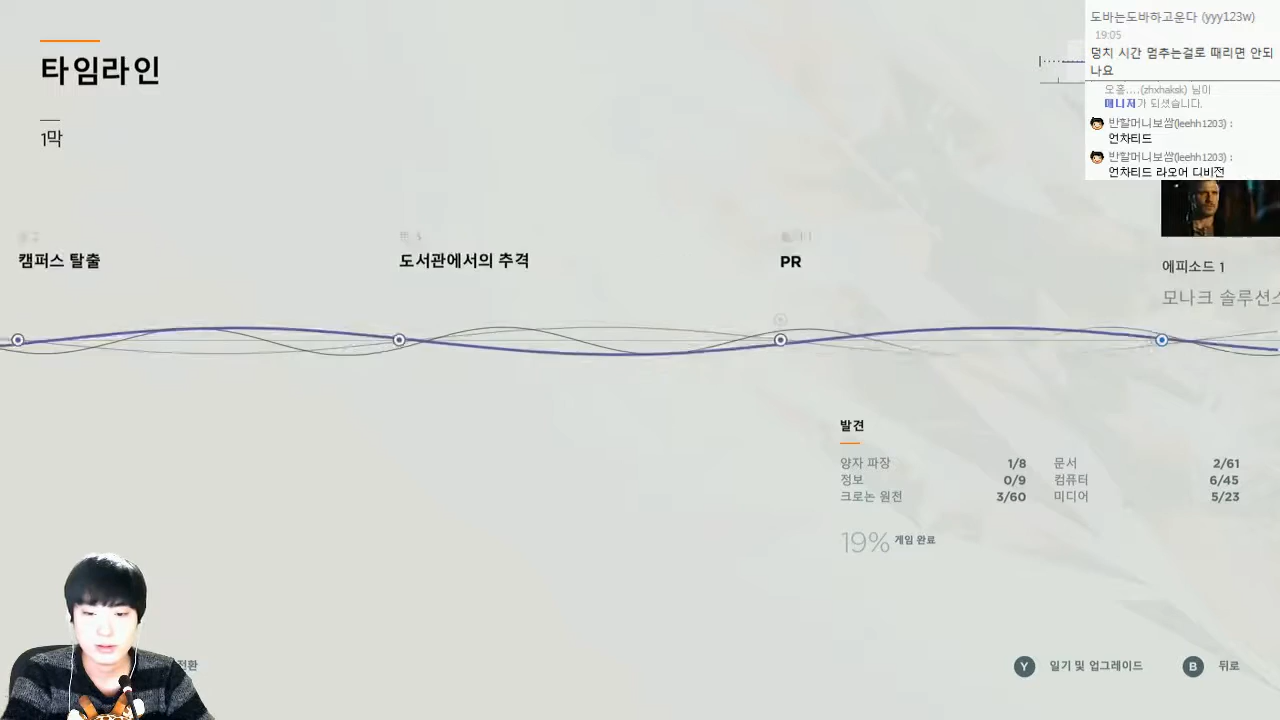 타임라인
1막
도바는도바하고운다 (yyy123w)
19:05
덩치 시간 멈추는걸로 때리면 안되
나요
오홀....(zhxhaksk) 님이
매니저가 되셨습니다.
반할머니보쌈(leehh1203) :
언차티드
반할머니보쌈(leehh1203) :
언차티드 라오어 디비전
캠퍼스 탈출
도서관에서의 추격
PR
에피소드 1
모나크 솔루션스
발견
양자 파장 1/8 문서 2/61
정보 0/9 컴퓨터 6/45
크로논 원천 3/60 미디어 5/23
19% 게임 완료
전환
Y 일기 및 업그레이드 B 뒤로